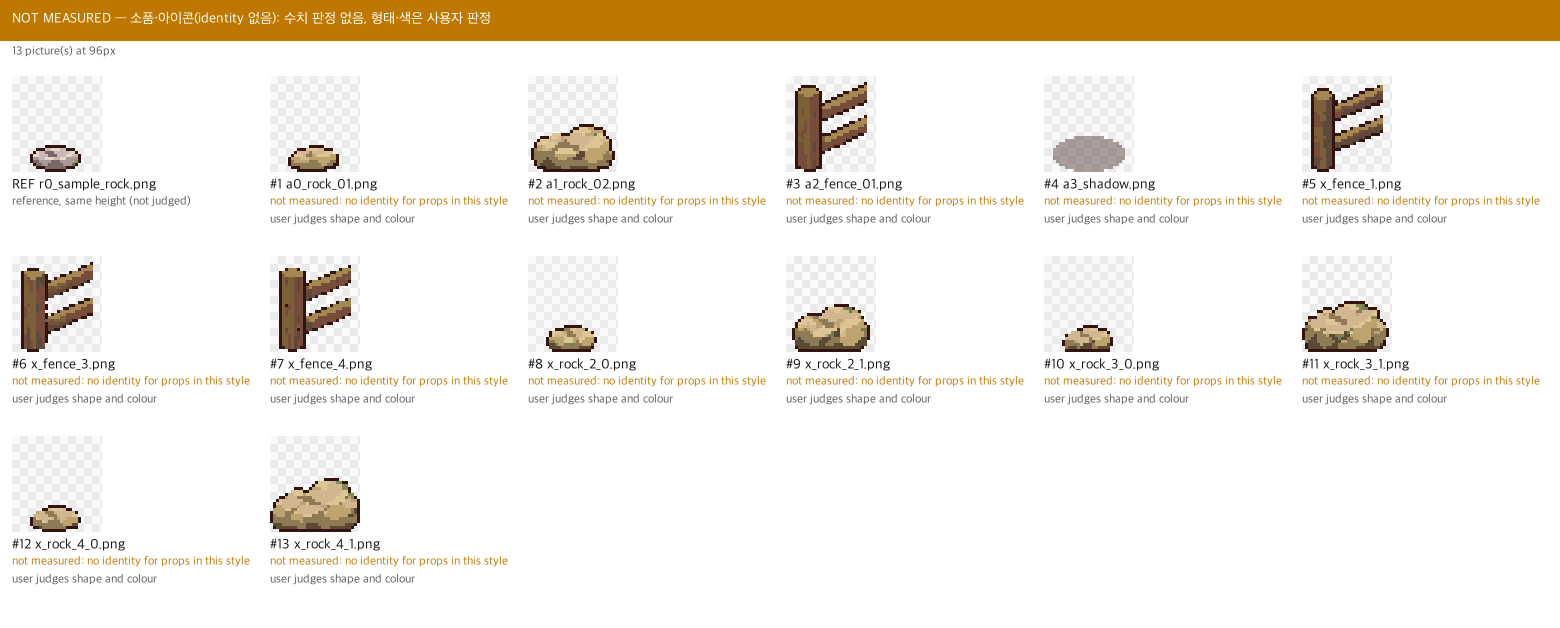 NOT MEASURED — 소품·아이콘(identity 없음): 수치 판정 없음, 형태·색은 사용자 판정
13 picture(s) at 96px
REF r0_sample_rock.png
reference, same height (not judged)
#1 a0_rock_01.png
not measured: no identity for props in this style
user judges shape and colour
#2 a1_rock_02.png
not measured: no identity for props in this style
user judges shape and colour
#3 a2_fence_01.png
not measured: no identity for props in this style
user judges shape and colour
#4 a3_shadow.png
not measured: no identity for props in this style
user judges shape and colour
#5 x_fence_1.png
not measured: no identity for props in this style
user judges shape and colour
#6 x_fence_3.png
not measured: no identity for props in this style
user judges shape and colour
#7 x_fence_4.png
not measured: no identity for props in this style
user judges shape and colour
#8 x_rock_2_0.png
not measured: no identity for props in this style
user judges shape and colour
#9 x_rock_2_1.png
not measured: no identity for props in this style
user judges shape and colour
#10 x_rock_3_0.png
not measured: no identity for props in this style
user judges shape and colour
#11 x_rock_3_1.png
not measured: no identity for props in this style
user judges shape and colour
#12 x_rock_4_0.png
not measured: no identity for props in this style
user judges shape and colour
#13 x_rock_4_1.png
not measured: no identity for props in this style
user judges shape and colour